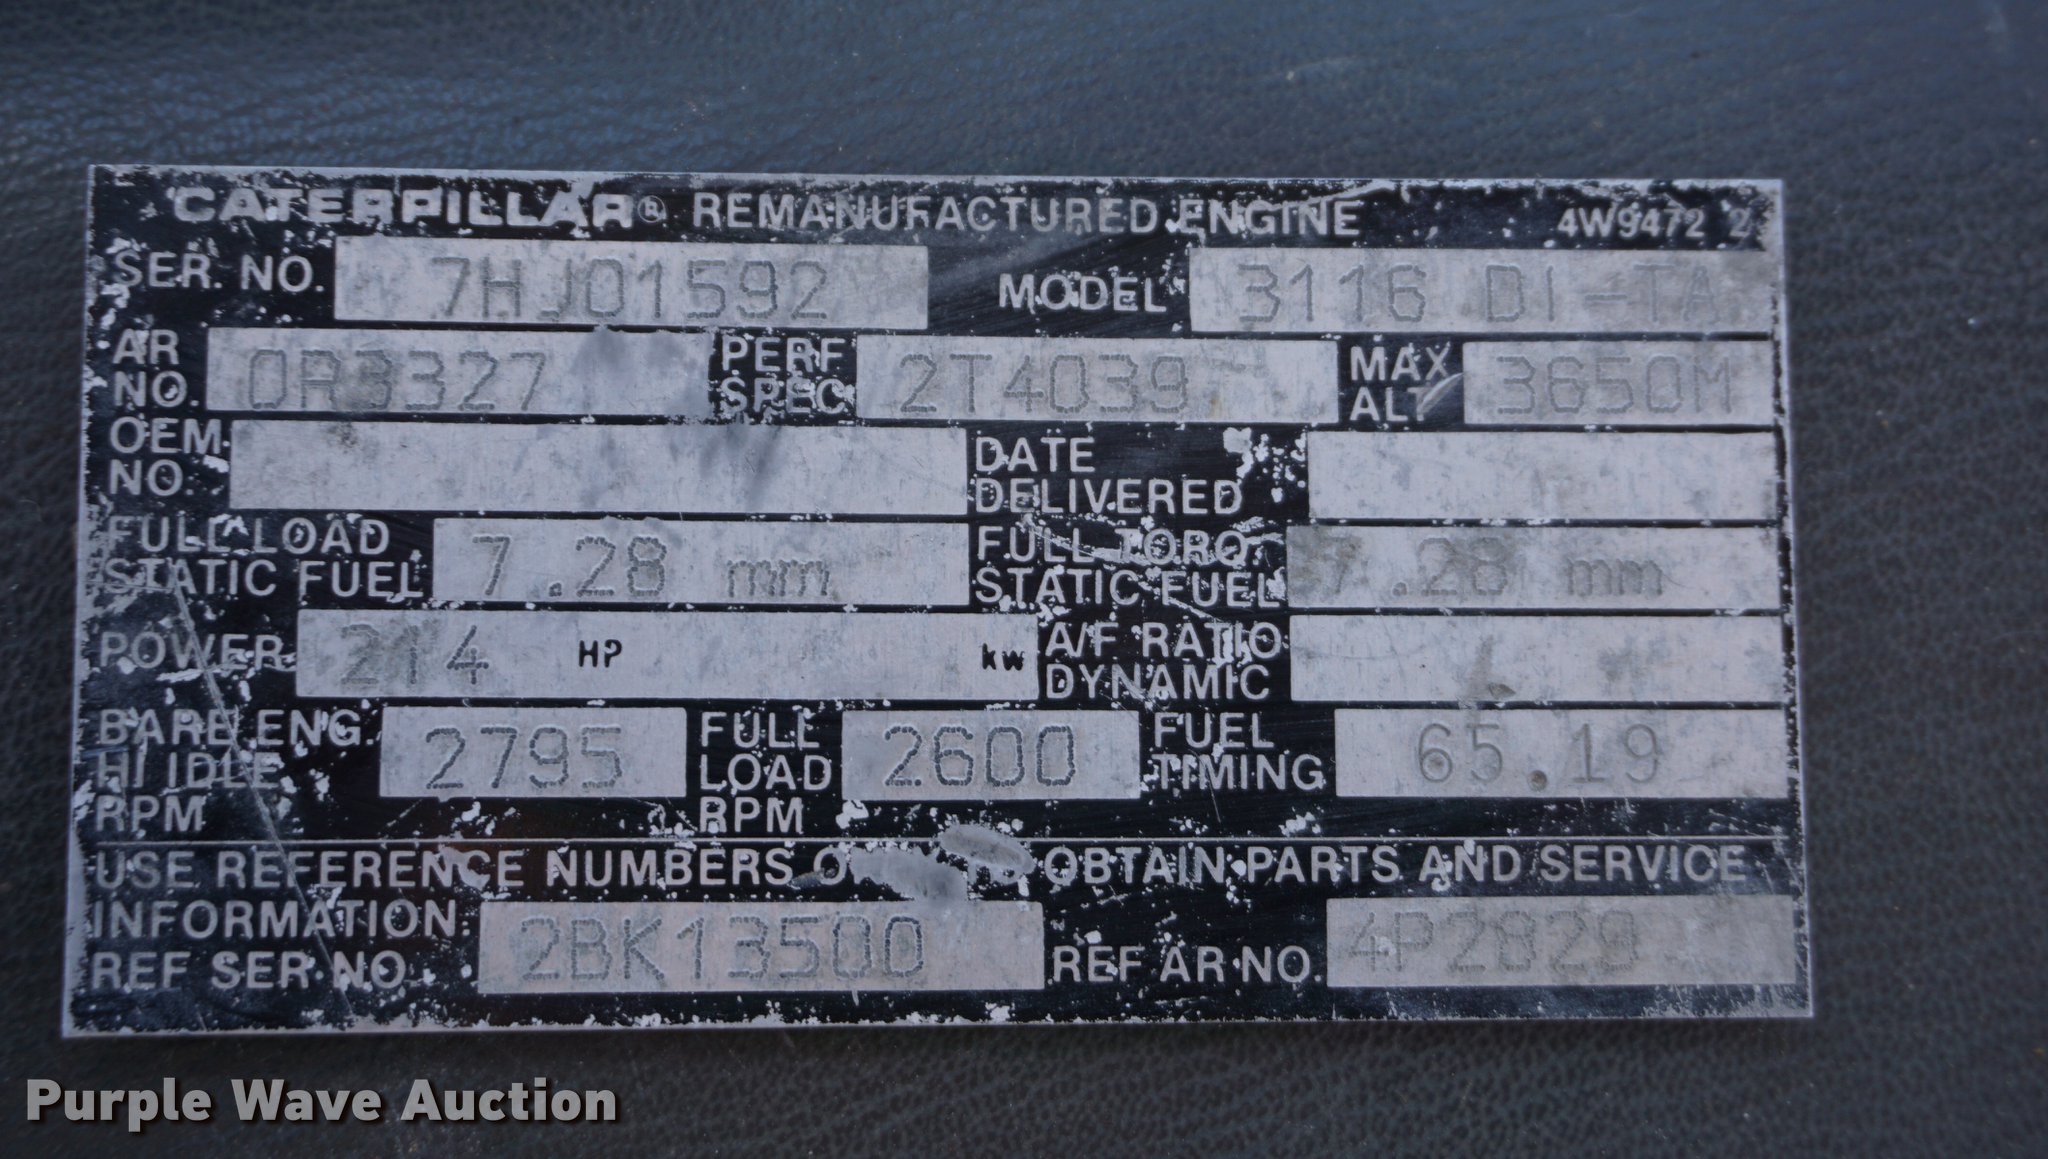 CATERPILLAR® REMANUFACTURED ENGINE 4W9472 2
SER. NO. 7HJ01592 MODEL 3116 DI-TA
AR NO. 0R3327 PERF SPEC 2T4039 MAX ALT 3650M
OEM NO. DATE DELIVERED
FULL LOAD STATIC FUEL 7.28 mm FULL TORQ STATIC FUEL 7.28 mm
POWER 214 HP kw A/F RATIO DYNAMIC
BARE ENG. HI IDLE RPM 2795 FULL LOAD RPM 2600 FUEL TIMING 65.19
USE REFERENCE NUMBERS OBTAIN PARTS AND SERVICE
INFORMATION.
REF SER. NO. 2BK13500 REF AR NO. 4P2829
Purple Wave Auction